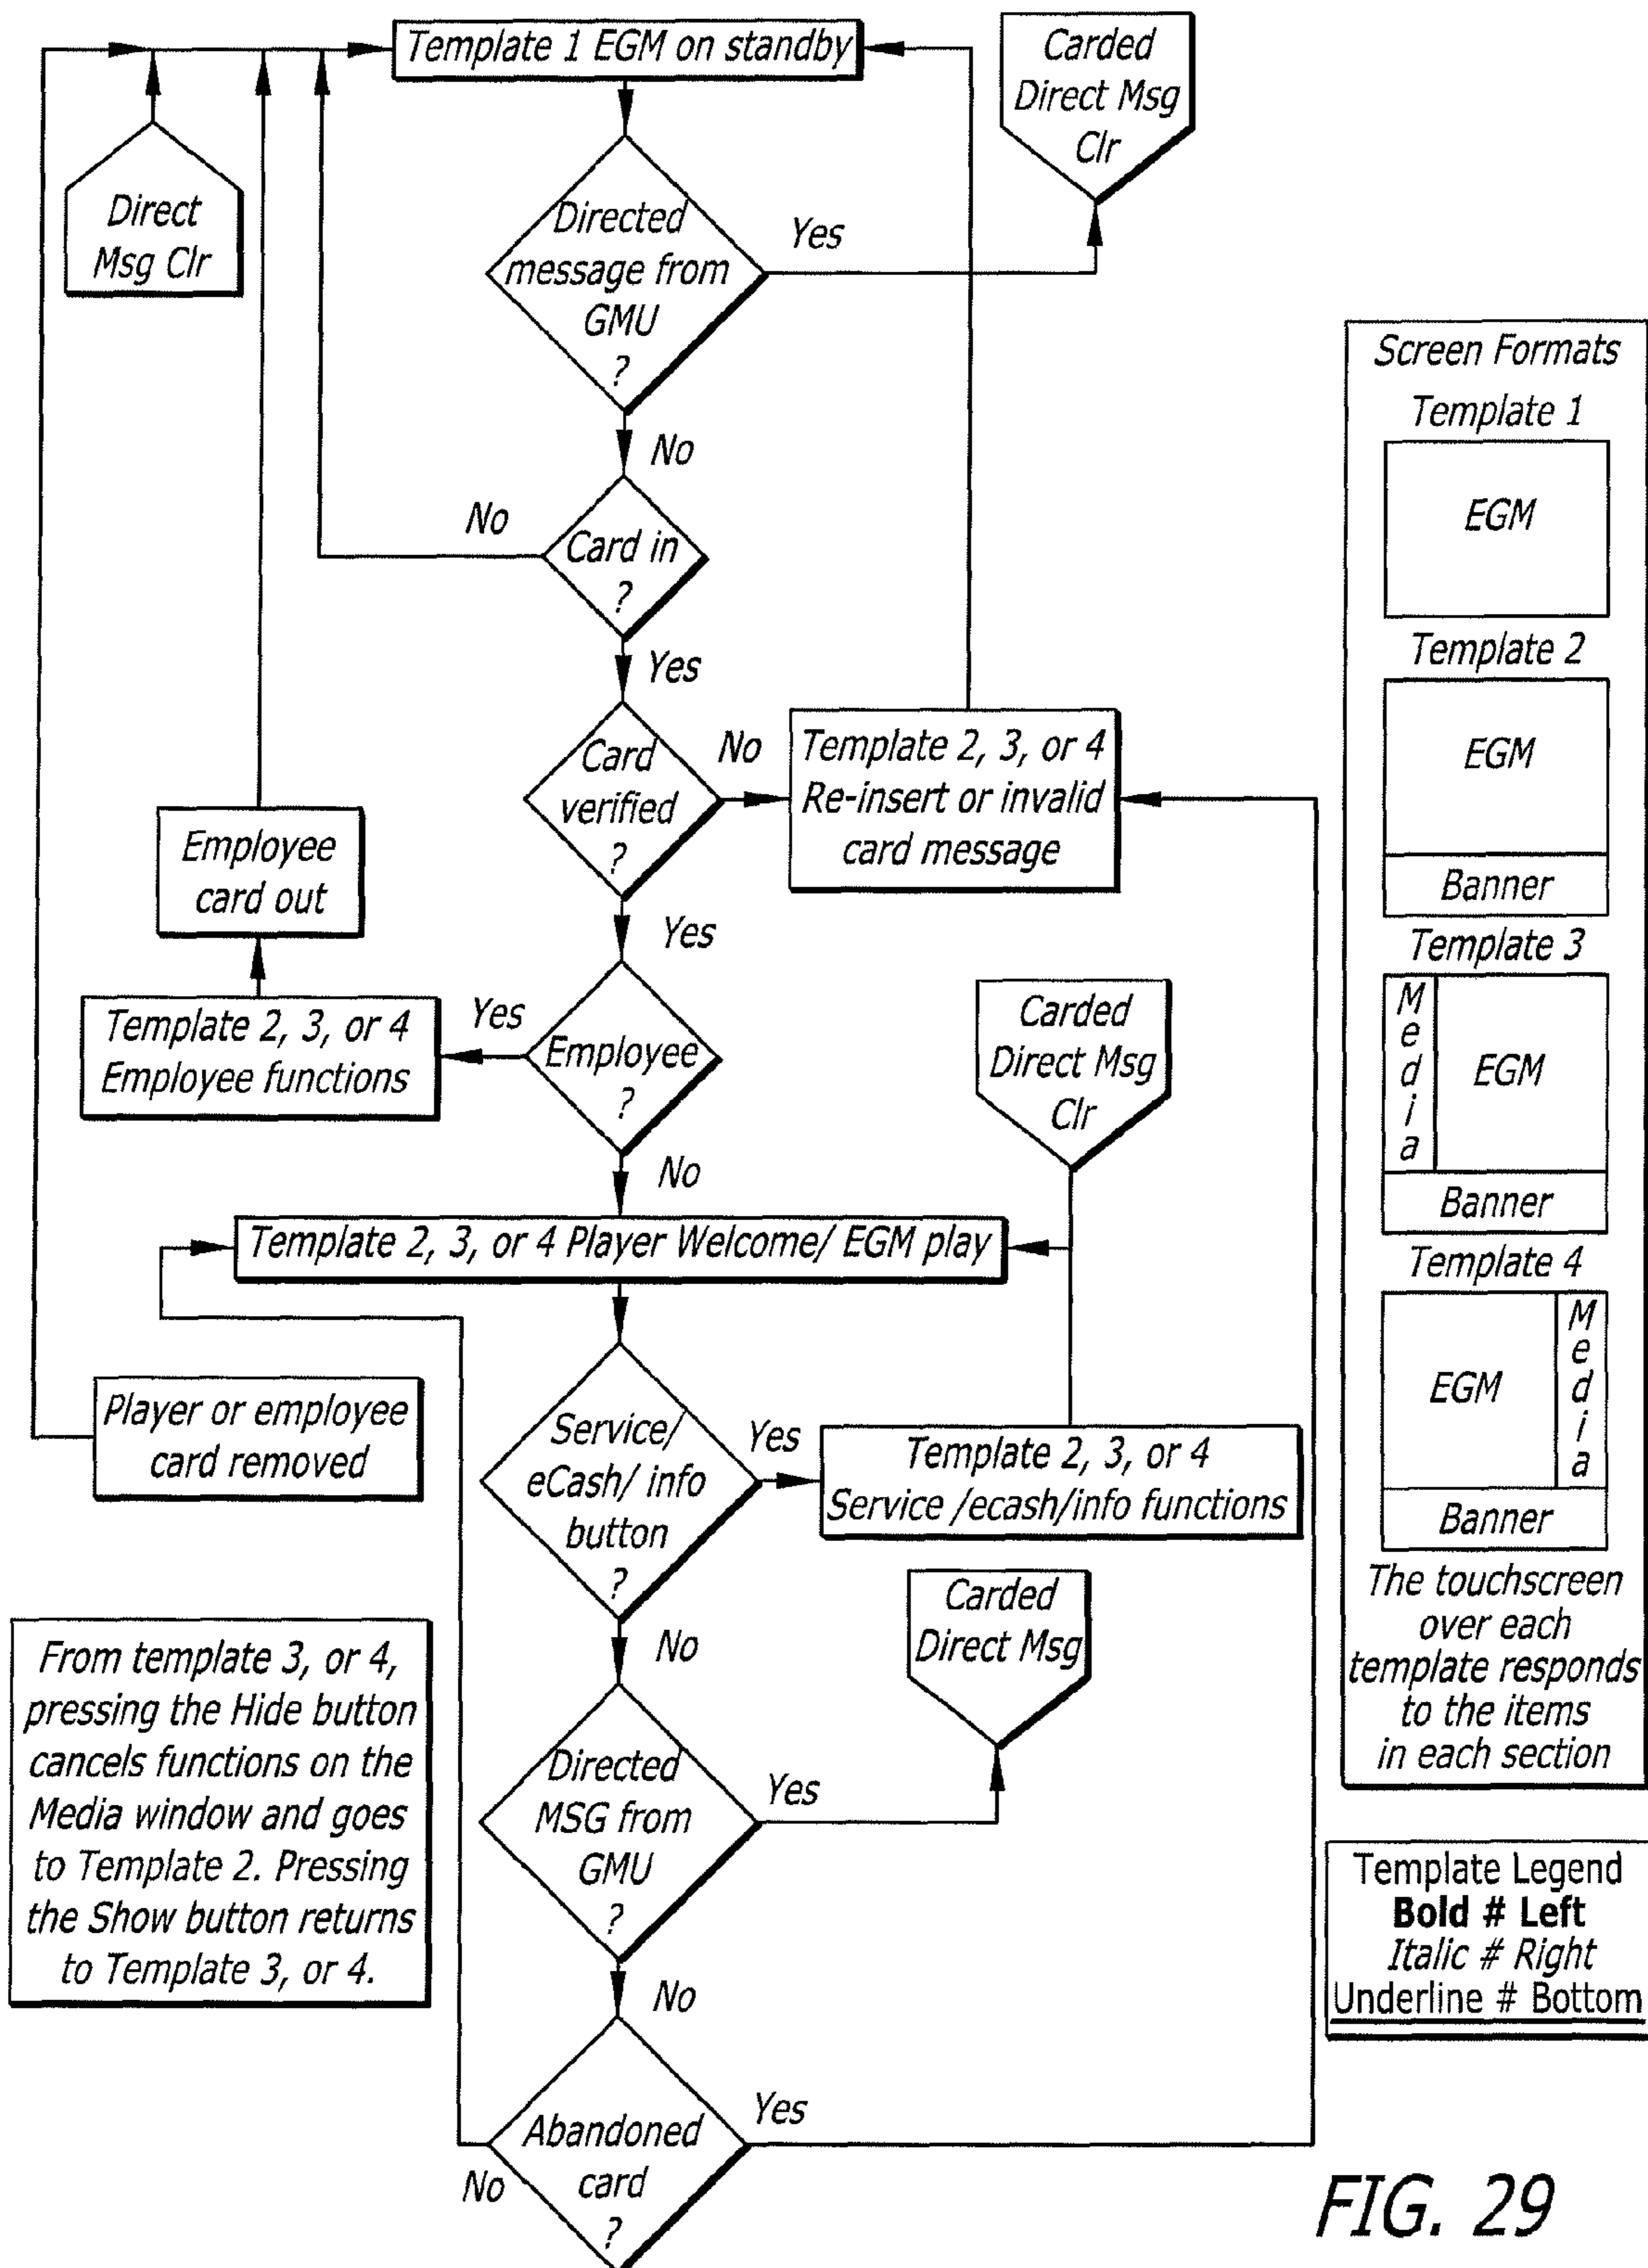 Template 1 EGM on standby
Carded
Direct Msg
Clr
Direct
Msg Clr
Directed
message from
GMU
?
Yes
No
Card in
?
No
Yes
Card
verified
?
No
Template 2, 3, or 4
Re-insert or invalid
card message
Yes
Employee
card out
Employee
?
Yes
Template 2, 3, or 4
Employee functions
No
Carded
Direct Msg
Clr
Template 2, 3, or 4 Player Welcome/ EGM play
Player or employee
card removed
Service/
eCash/ info
button
?
Yes
Template 2, 3, or 4
Service /ecash/info functions
No
Carded
Direct Msg
Directed
MSG from
GMU
?
Yes
No
Abandoned
card
?
Yes
No
From template 3, or 4,
pressing the Hide button
cancels functions on the
Media window and goes
to Template 2. Pressing
the Show button returns
to Template 3, or 4.
Screen Formats
Template 1
EGM
Template 2
EGM
Banner
Template 3
Media
EGM
Banner
Template 4
EGM
Media
Banner
The touchscreen
over each
template responds
to the items
in each section
Template Legend
Bold # Left
Italic # Right
Underline # Bottom
FIG. 29